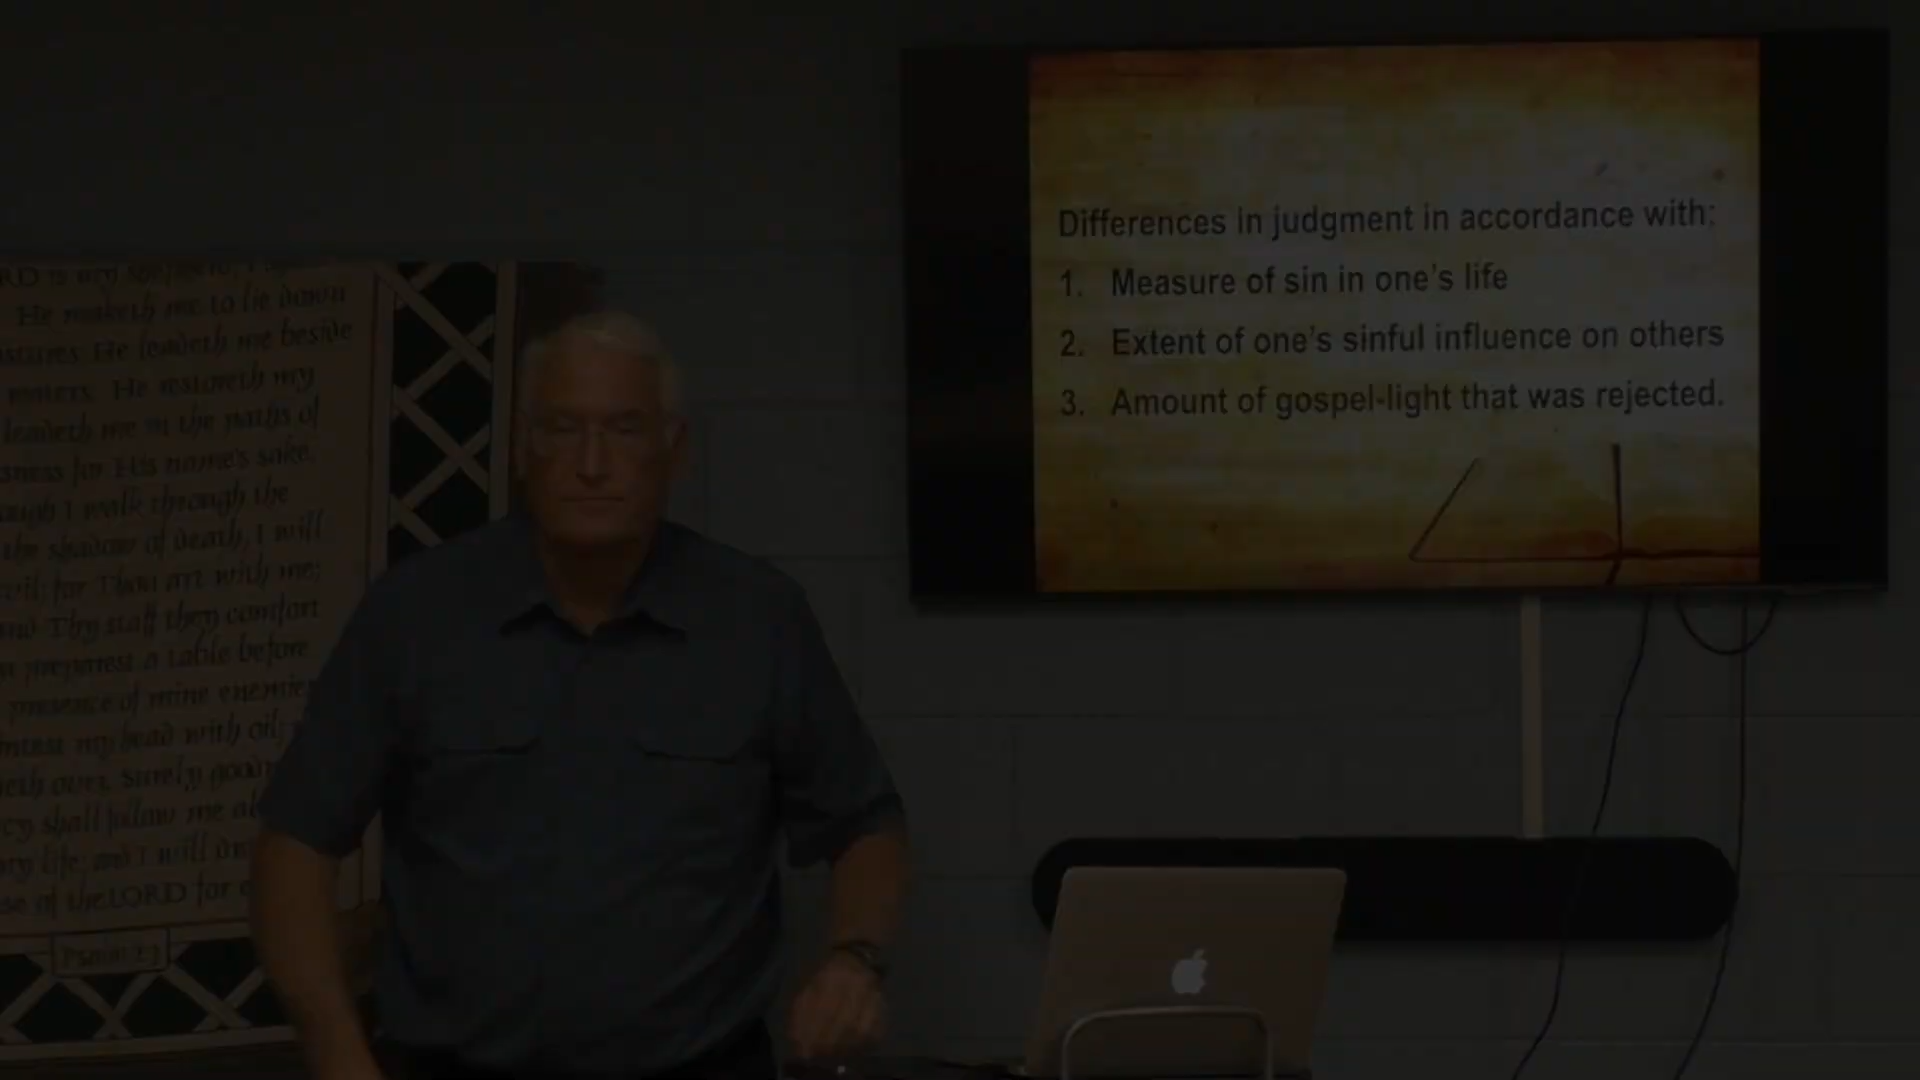 He maketh me to lie down
He leadeth me beside
waters. He restoreth my
leadeth me in the paths of
for His name's sake.
I walk through the
the shadow of death, I will
for Thou art with me;
Thy staff they comfort
a table before
presence of mine enemies
my head with oil;
over. Surely
shall follow me
life: and I will
of the LORD for
Psalm 23
Differences in judgment in accordance with:
1. Measure of sin in one's life
2. Extent of one's sinful influence on others
3. Amount of gospel-light that was rejected.